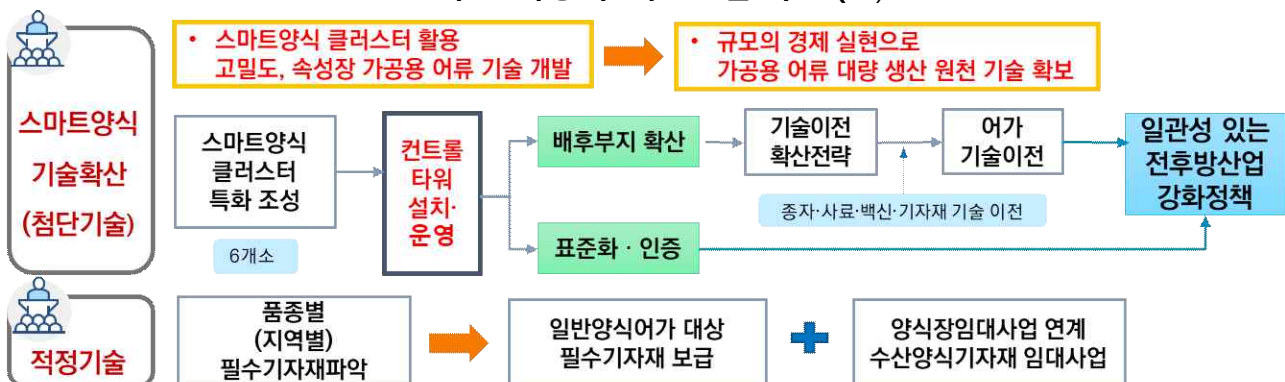 • 스마트양식 클러스터 활용
고밀도, 속성장 가공용 어류 기술 개발
• 규모의 경제 실현으로
가공용 어류 대량 생산 원천 기술 확보
스마트양식
기술확산
(첨단기술)
스마트양식
클러스터
특화 조성
6개소
컨트롤
타워
설치·
운영
배후부지 확산
표준화 · 인증
기술이전
확산전략
어가
기술이전
종자·사료·백신·기자재 기술 이전
일관성 있는
전후방산업
강화정책
적정기술
품종별
(지역별)
필수기자재파악
일반양식어가 대상
필수기자재 보급
양식장임대사업 연계
수산양식기자재 임대사업